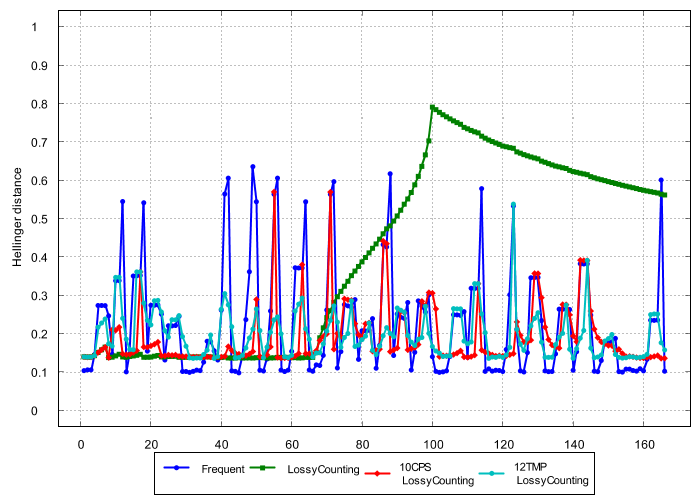 1
0.9
0.8
0.7
0.6
0.5
0.4
0.3
0.2
0.1
0
Hellinger distance
0 20 40 60 80 100 120 140 160
Frequent LossyCounting 10CPS 12TMP
LossyCounting LossyCounting